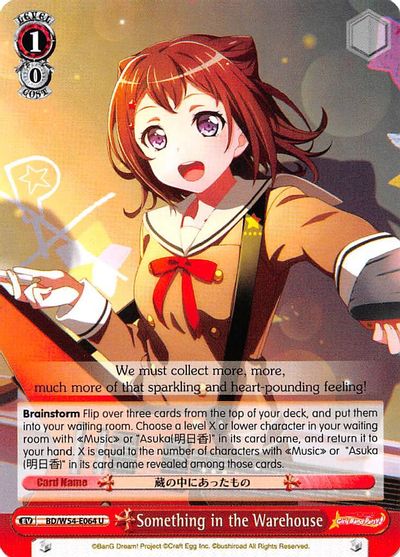 LEVEL
1
0
COST
We must collect more, more,
much more of that sparkling and heart-pounding feeling!
Brainstorm Flip over three cards from the top of your deck, and put them
into your waiting room. Choose a level X or lower character in your waiting
room with «Music» or "Asuka(明日香)" in its card name, and return it to your
hand. X is equal to the number of characters with «Music» or "Asuka
(明日香)" in its card name revealed among those cards.
Card Name 蔵の中にあったもの
EV BD/WS4-E064 U Something in the Warehouse
©BanG Dream! Project ©Craft Egg Inc. ©bushiroad All Rights Reserved.